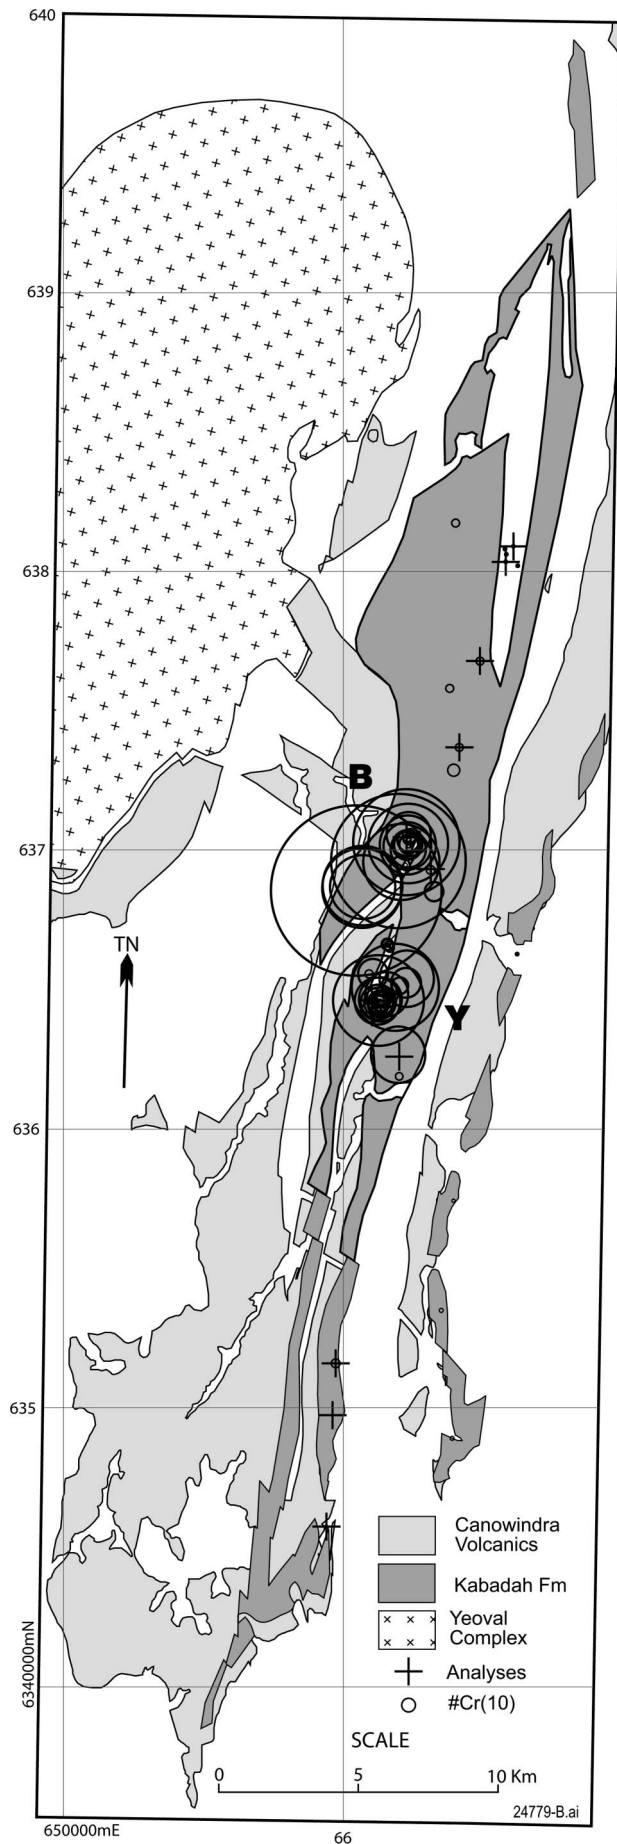 640
639
638
B
637
TN
Y
636
635
Canowindra
Volcanics
Kabadah Fm
Yeoval
Complex
Analyses
#Cr(10)
6340000mN
SCALE
0 5 10 Km
24779-B.ai
650000mE 66